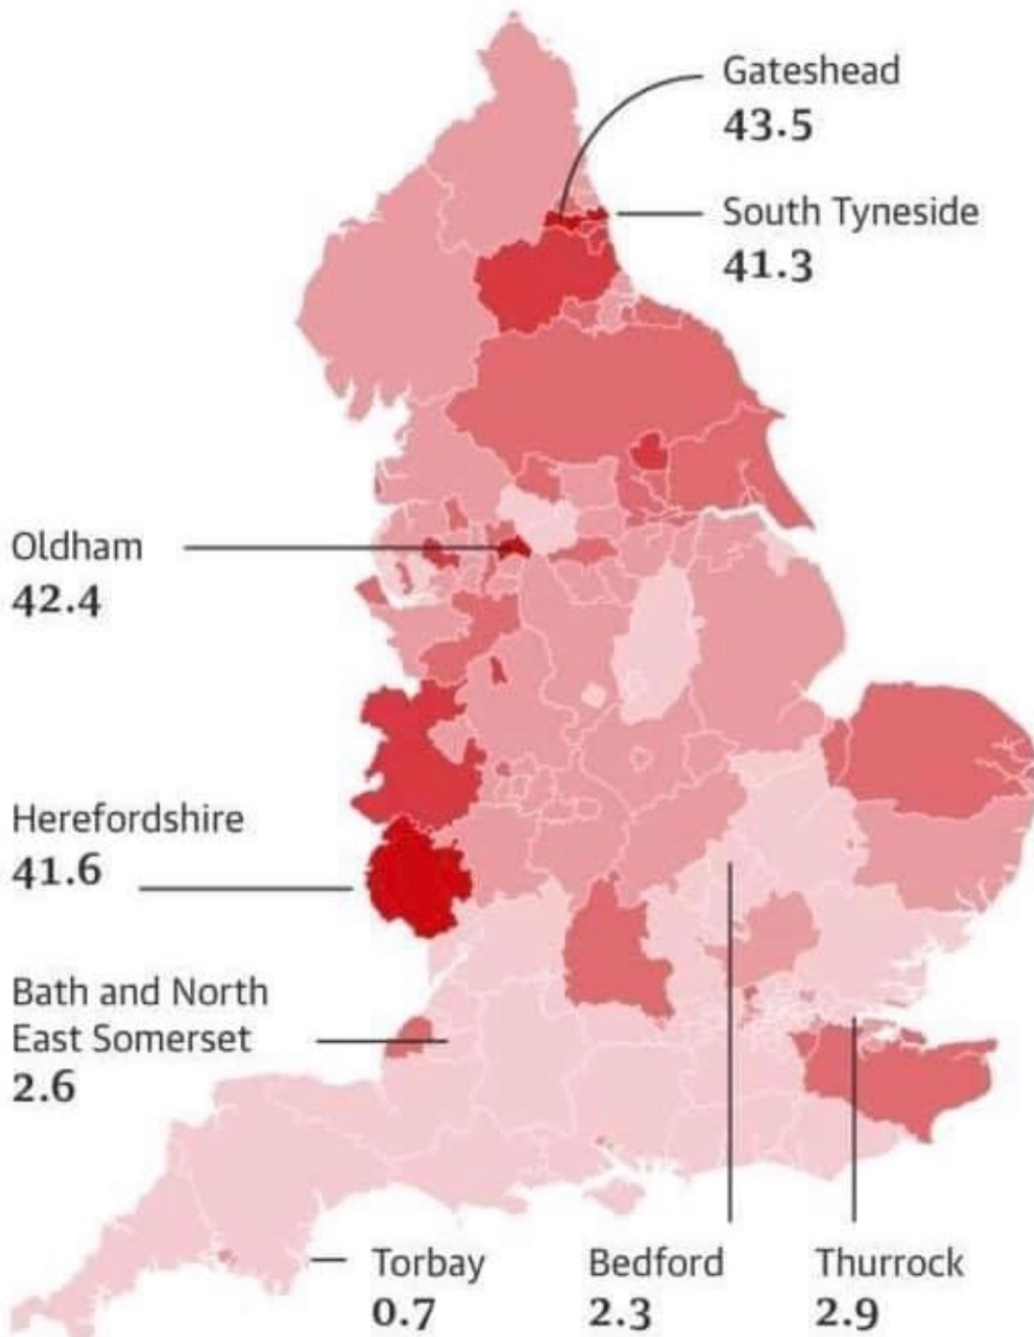 Gateshead
43.5
South Tyneside
41.3
Oldham
42.4
Herefordshire
41.6
Bath and North
East Somerset
2.6
Torbay
0.7
Bedford
2.3
Thurrock
2.9